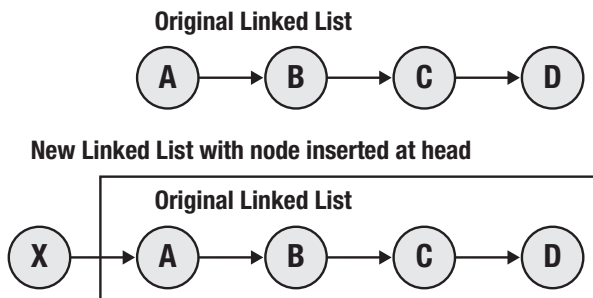 Original Linked List
A B C D
New Linked List with node inserted at head
Original Linked List
X A B C D